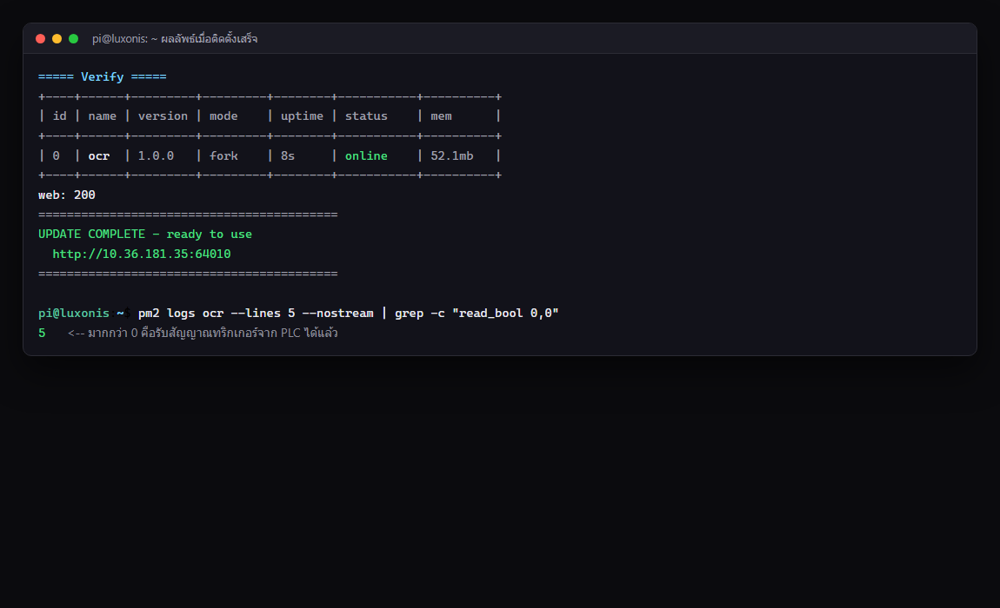 pi@luxonis: ~ ผลลัพธ์เมื่อติดตั้งเสร็จ
===== Verify =====
+----+------+---------+---------+--------+-----------+----------+
| id | name | version | mode    | uptime | status    | mem      |
+----+------+---------+---------+--------+-----------+----------+
| 0  | ocr  | 1.0.0   | fork    | 8s     | online    | 52.1mb   |
+----+------+---------+---------+--------+-----------+----------+
web: 200
==========================================
UPDATE COMPLETE - ready to use
  http://10.36.181.35:64010
==========================================
pi@luxonis:~$ pm2 logs ocr --lines 5 --nostream | grep -c "read_bool 0,0"
5   <-- มากกว่า 0 คือรับสัญญาณทริกเกอร์จาก PLC ได้แล้ว